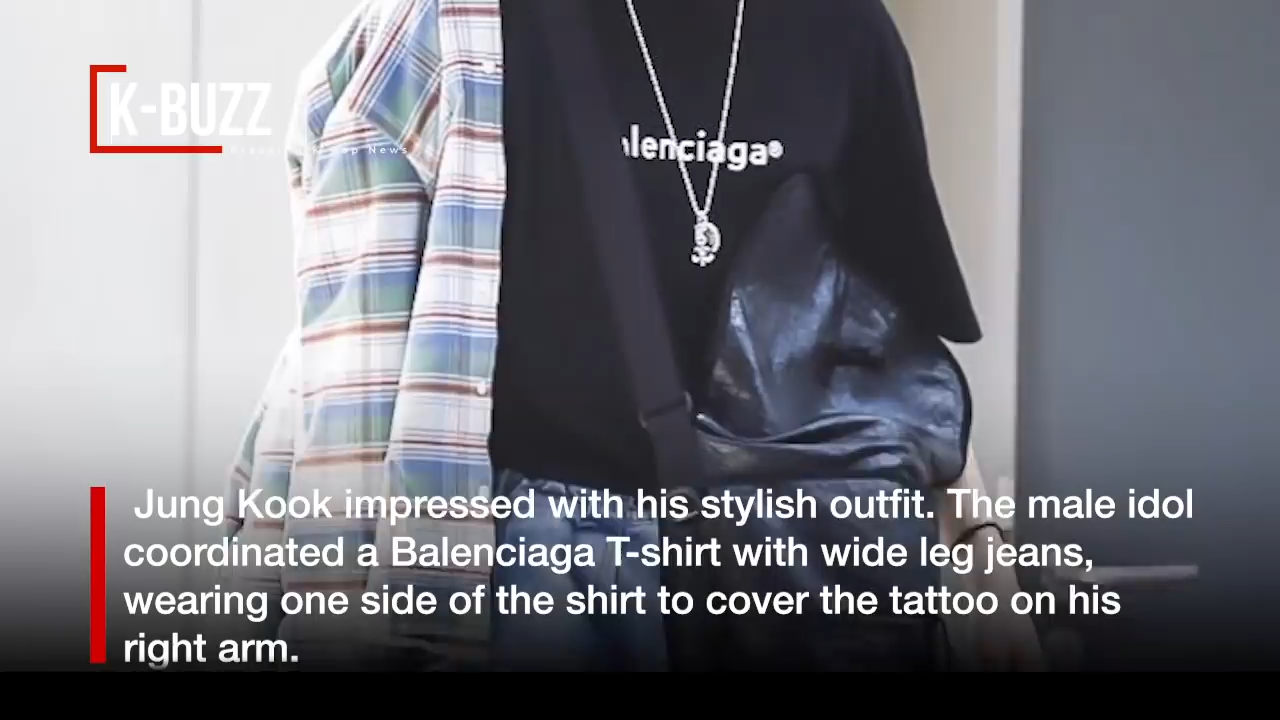 K-BUZZ
alenciaga®
Jung Kook impressed with his stylish outfit. The male idol
coordinated a Balenciaga T-shirt with wide leg jeans,
wearing one side of the shirt to cover the tattoo on his
right arm.